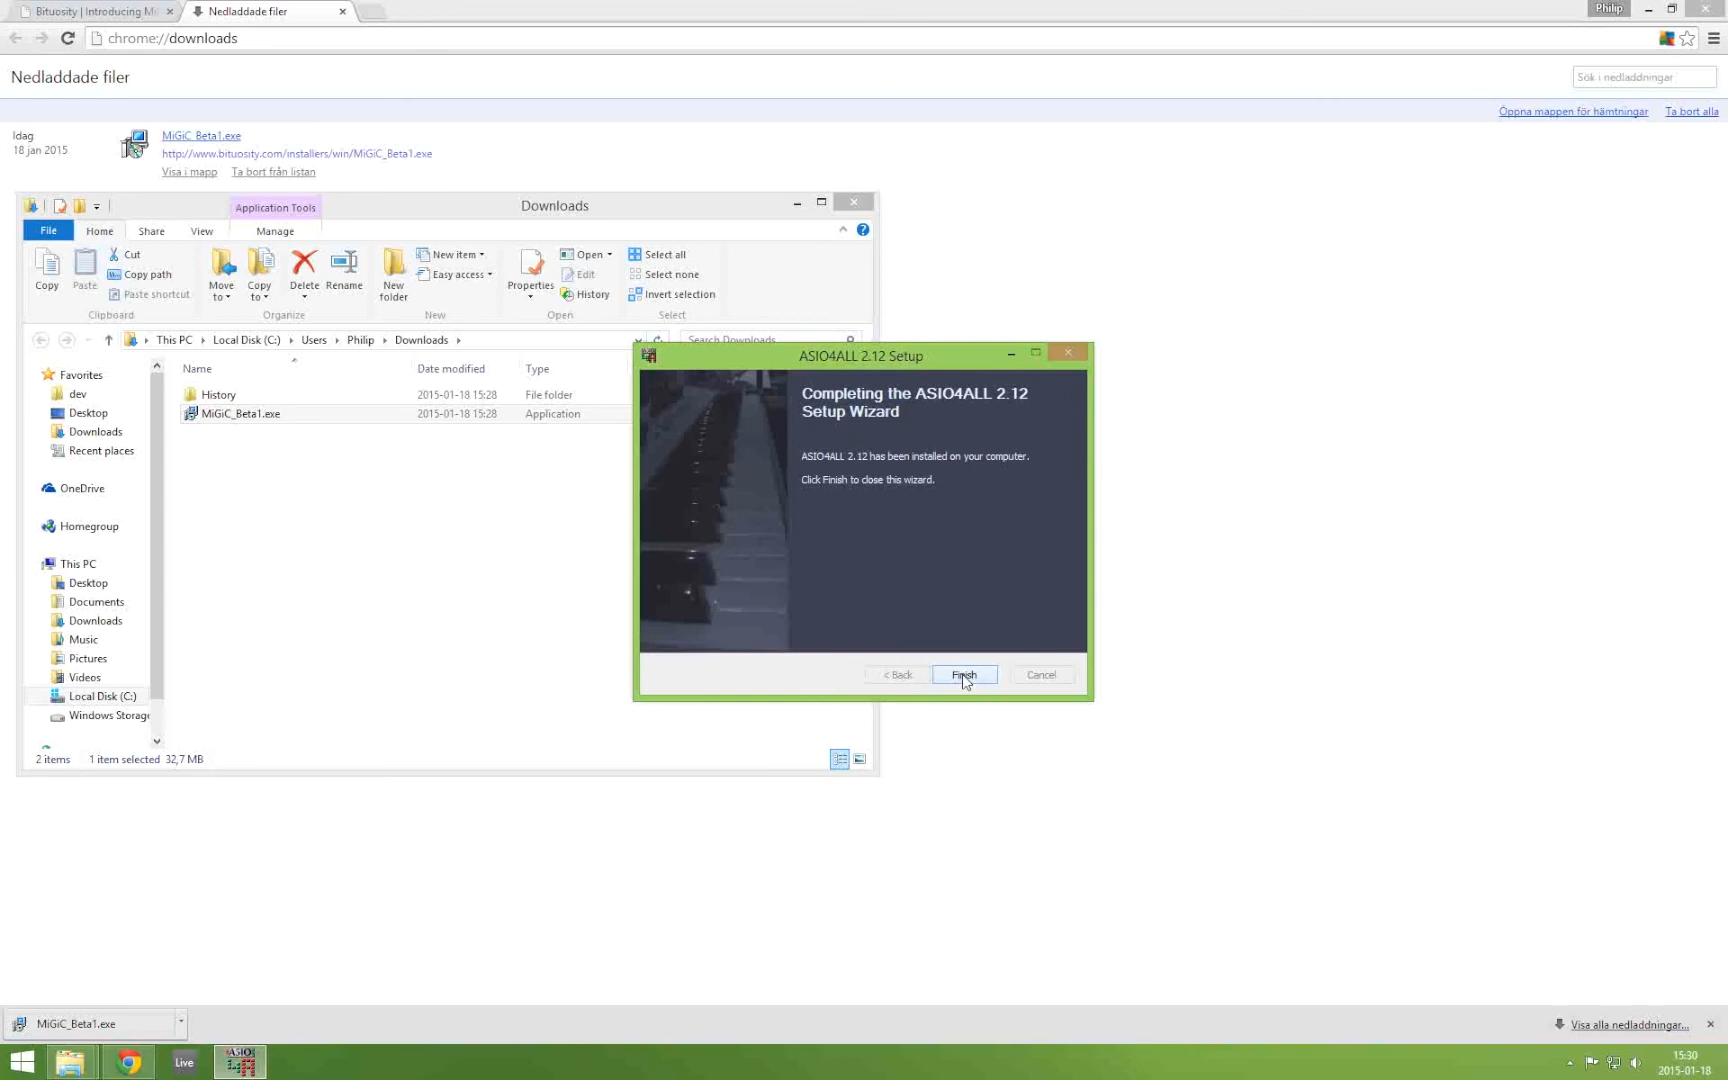 Bituosity | Introducing Mi
Nedladdade filer
Philip
chrome://downloads
Nedladdade filer
Sök i nedladdningar
Öppna mappen för hämtningar
Ta bort alla
Idag
18 jan 2015
MiGiC_Beta1.exe
http://www.bituosity.com/installers/win/MiGiC_Beta1.exe
Visa i mapp
Ta bort från listan
Application Tools
Downloads
File
Home
Share
View
Manage
Copy
Paste
Cut
Copy path
Paste shortcut
Clipboard
Move to
Copy to
Delete
Rename
Organize
New folder
New item
Easy access
New
Properties
Open
Edit
History
Open
Select all
Select none
Invert selection
Select
This PC
Local Disk (C:)
Users
Philip
Downloads
Search Downloads
Name
Date modified
Type
History
2015-01-18 15:28
File folder
MiGiC_Beta1.exe
2015-01-18 15:28
Application
Favorites
dev
Desktop
Downloads
Recent places
OneDrive
Homegroup
This PC
Desktop
Documents
Downloads
Music
Pictures
Videos
Local Disk (C:)
Windows Storage
2 items
1 item selected 32,7 MB
ASIO4ALL 2.12 Setup
Completing the ASIO4ALL 2.12
Setup Wizard
ASIO4ALL 2.12 has been installed on your computer.
Click Finish to close this wizard.
< Back
Finish
Cancel
MiGiC_Beta1.exe
Visa alla nedladdningar...
Live
ASIO
15:30
2015-01-18